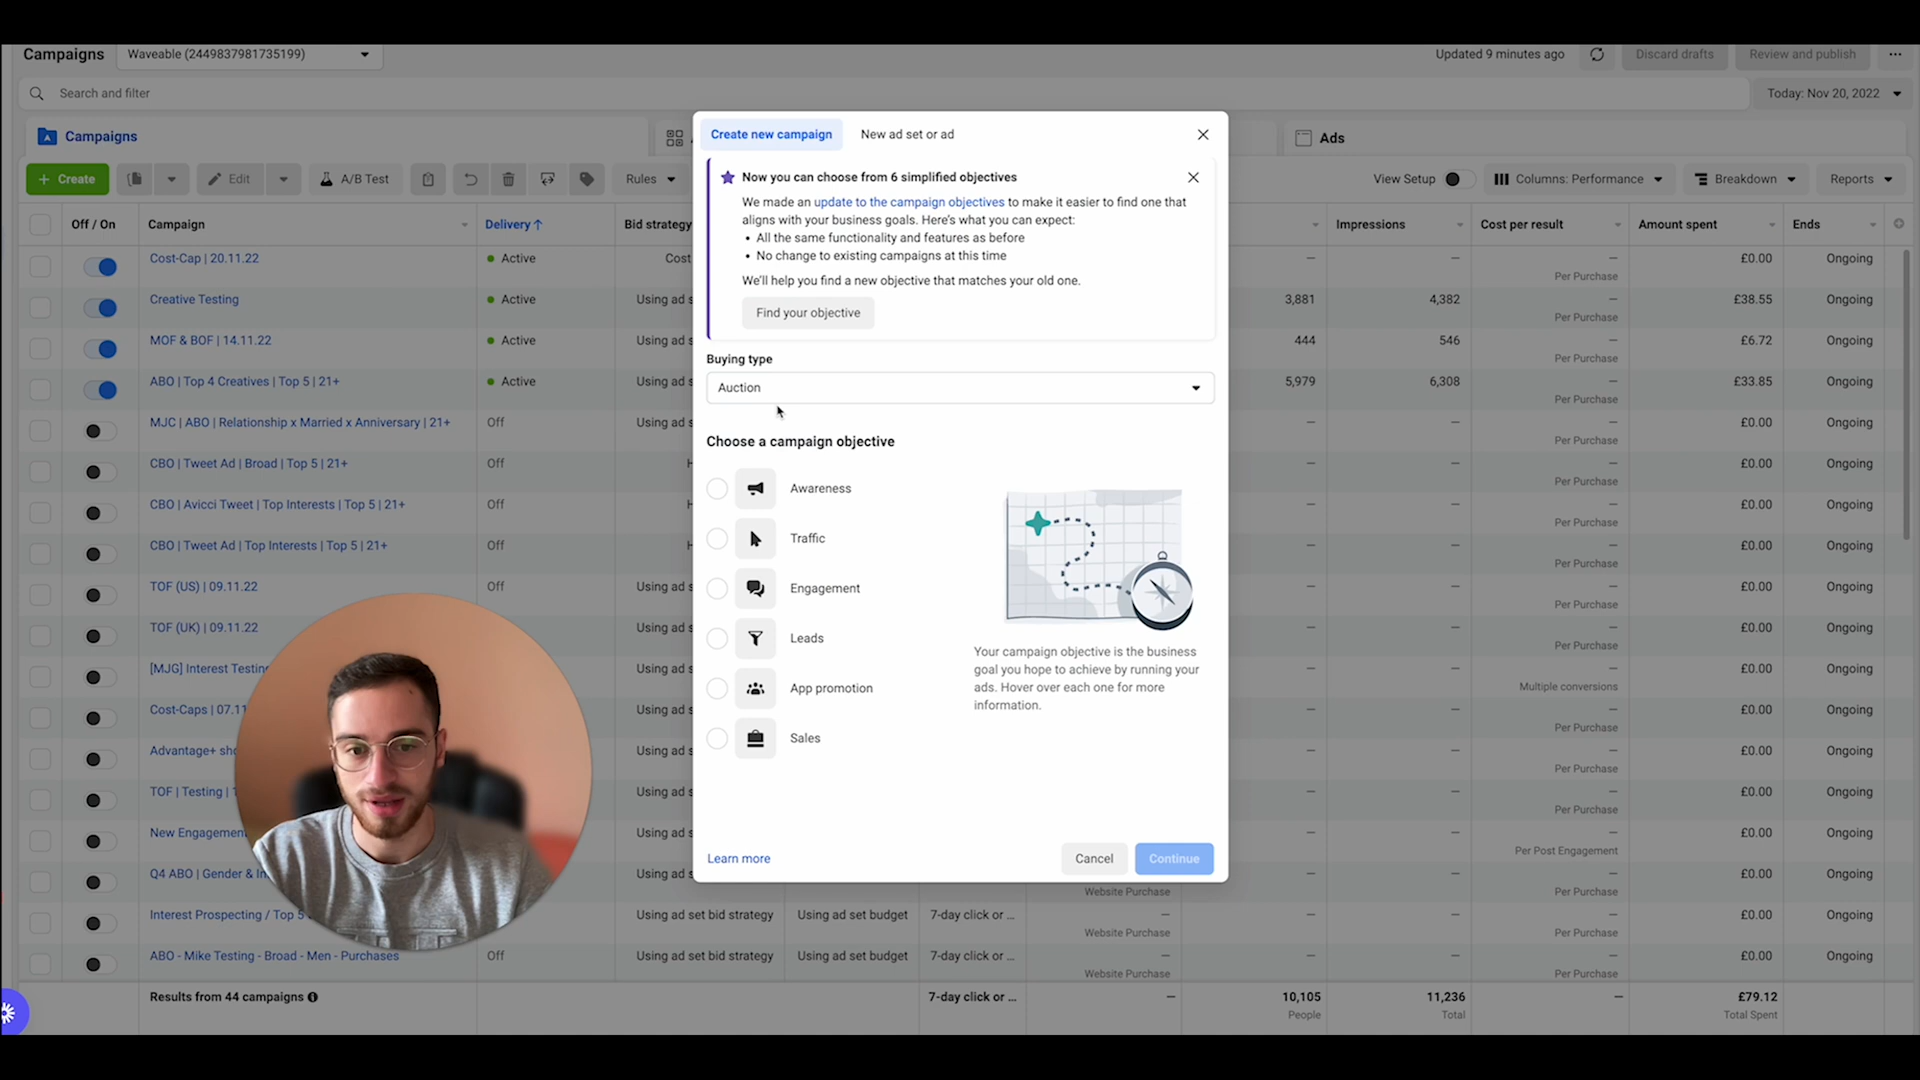 Campaigns
Waveable (2449837981735199)
Updated 9 minutes ago
Discard drafts
Review and publish
Search and filter
Today: Nov 20, 2022
Campaigns
Ads
Create
Edit
A/B Test
Rules
View Setup
Columns: Performance
Breakdown
Reports
Off / On
Campaign
Delivery ↑
Bid strategy
Impressions
Cost per result
Amount spent
Ends
Cost-Cap | 20.11.22
Active
Cost
–
–
–
Per Purchase
£0.00
Ongoing
Creative Testing
Active
Using ad s
3,881
4,382
–
Per Purchase
£38.55
Ongoing
MOF & BOF | 14.11.22
Active
Using ad s
444
546
–
Per Purchase
£6.72
Ongoing
ABO | Top 4 Creatives | Top 5 | 21+
Active
Using ad s
5,979
6,308
–
Per Purchase
£33.85
Ongoing
MJC | ABO | Relationship x Married x Anniversary | 21+
Off
Using ad s
–
–
–
Per Purchase
£0.00
Ongoing
CBO | Tweet Ad | Broad | Top 5 | 21+
Off
–
–
–
Per Purchase
£0.00
Ongoing
CBO | Avicci Tweet | Top Interests | Top 5 | 21+
Off
–
–
–
Per Purchase
£0.00
Ongoing
CBO | Tweet Ad | Top Interests | Top 5 | 21+
Off
–
–
–
Per Purchase
£0.00
Ongoing
TOF (US) | 09.11.22
Off
Using ad s
–
–
–
Per Purchase
£0.00
Ongoing
TOF (UK) | 09.11.22
Using ad s
–
–
–
Per Purchase
£0.00
Ongoing
[MJG] Interest Testin
Using ad s
–
–
–
Multiple conversions
£0.00
Ongoing
Cost-Caps | 07.11
Using ad s
–
–
–
£0.00
Ongoing
Advantage+ sho
Using ad s
–
–
–
Per Purchase
£0.00
Ongoing
TOF | Testing |
Using ad s
–
–
–
Per Purchase
£0.00
Ongoing
New Engagement
Using ad s
–
–
–
Per Post Engagement
£0.00
Ongoing
Q4 ABO | Gender & In
Using ad s
Website Purchase
–
–
–
Per Purchase
£0.00
Ongoing
Interest Prospecting / Top 5
Using ad set bid strategy
Using ad set budget
7-day click or ...
–
Website Purchase
–
–
–
Per Purchase
£0.00
Ongoing
ABO - Mike Testing - Broad - Men - Purchases
Off
Using ad set bid strategy
Using ad set budget
7-day click or ...
–
Website Purchase
–
–
–
Per Purchase
£0.00
Ongoing
Results from 44 campaigns
7-day click or ...
–
10,105
People
11,236
Total
–
£79.12
Total Spent
Create new campaign
New ad set or ad
Now you can choose from 6 simplified objectives
We made an update to the campaign objectives to make it easier to find one that
aligns with your business goals. Here's what you can expect:
• All the same functionality and features as before
• No change to existing campaigns at this time
We'll help you find a new objective that matches your old one.
Find your objective
Buying type
Auction
Choose a campaign objective
Awareness
Traffic
Engagement
Leads
App promotion
Sales
Your campaign objective is the business
goal you hope to achieve by running your
ads. Hover over each one for more
information.
Learn more
Cancel
Continue